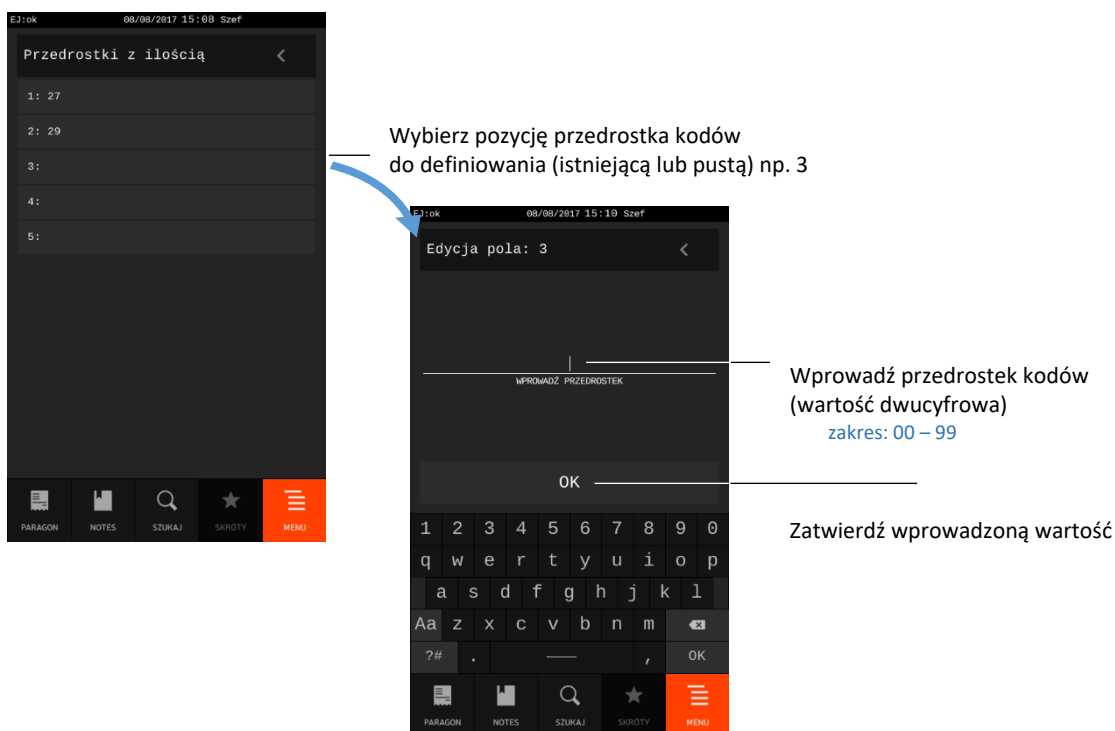 EJ:ok 08/08/2017 15:08 Szef
Przedrostki z ilością <
1: 27
2: 29
3:
4:
5:
PARAGON NOTES SZUKAJ SKRÓTY MENU
Wybierz pozycję przedrostka kodów
do definiowania (istniejącą lub pustą) np. 3
EJ:ok 08/08/2017 15:10 Szef
Edycja pola: 3 <
WPROWADŹ PRZEDROSTEK
OK
1 2 3 4 5 6 7 8 9 0
q w e r t y u i o p
a s d f g h j k l
Aa z x c v b n m
?# . , OK
PARAGON NOTES SZUKAJ SKRÓTY MENU
Wprowadź przedrostek kodów
(wartość dwucyfrowa)
zakres: 00 – 99
Zatwierdź wprowadzoną wartość